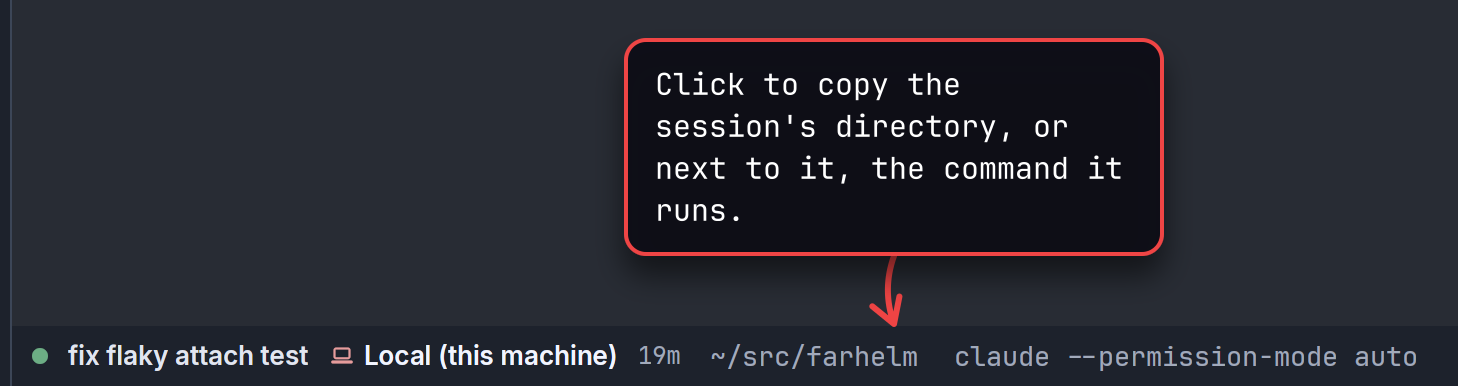 Click to copy the
session's directory, or
next to it, the command it
runs.
fix flaky attach test Local (this machine) 19m ~/src/farhelm claude --permission-mode auto